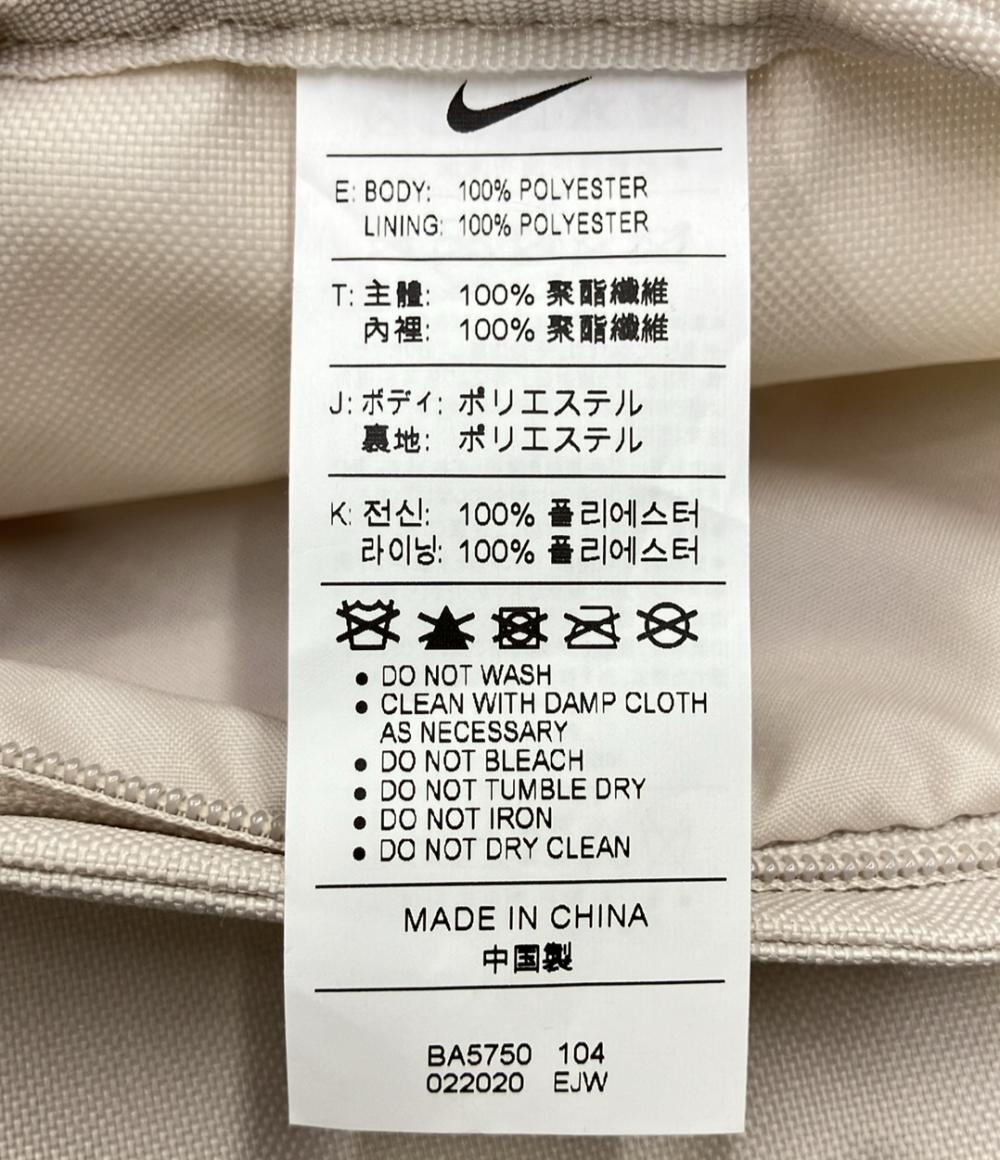 E: BODY: 100% POLYESTER
LINING: 100% POLYESTER
T: 主體: 100% 聚酯纖維
內裡: 100% 聚酯纖維
J: ボディ: ポリエステル
裏地: ポリエステル
K: 전신: 100% 폴리에스터
라이닝: 100% 폴리에스터
● DO NOT WASH
● CLEAN WITH DAMP CLOTH
AS NECESSARY
● DO NOT BLEACH
● DO NOT TUMBLE DRY
● DO NOT IRON
● DO NOT DRY CLEAN
MADE IN CHINA
中国製
BA5750 104
022020 EJW